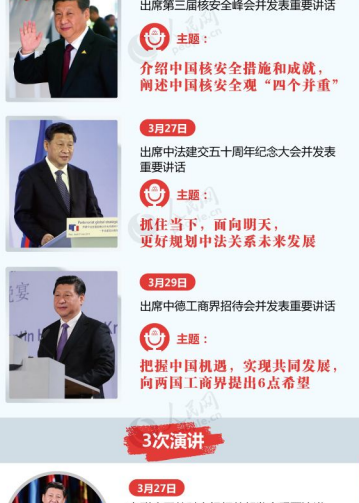 出席第三届核安全峰会并发表重要讲话
主题：
介绍中国核安全措施和成就，
阐述中国核安全观“四个并重”
3月27日
出席中法建交五十周年纪念大会并发表
重要讲话
主题：
抓住当下，面向明天，
更好规划中法关系未来发展
3月29日
出席中德工商界招待会并发表重要讲话
主题：
把握中国机遇，实现共同发展，
向两国工商界提出6点希望
3次演讲
3月27日